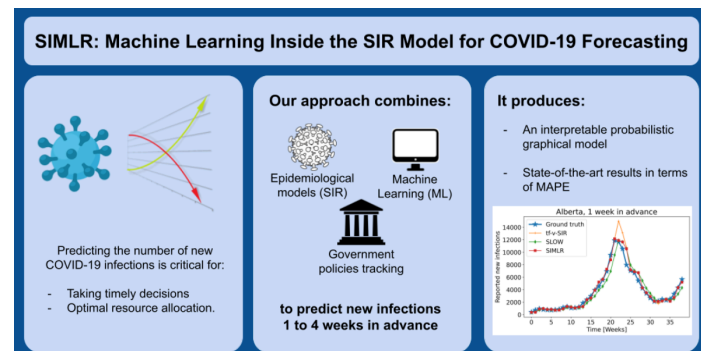 SIMLR: Machine Learning Inside the SIR Model for COVID-19 Forecasting
Predicting the number of new
COVID-19 infections is critical for:
- Taking timely decisions
- Optimal resource allocation.
Our approach combines:
Epidemiological
models (SIR)
Machine
Learning (ML)
Government
policies tracking
to predict new infections
1 to 4 weeks in advance
It produces:
- An interpretable probabilistic
graphical model
- State-of-the-art results in terms
of MAPE
Alberta, 1 week in advance
Ground truth
tf-v-SIR
SLOW
SIMLR
Reported new infections
14000
12000
10000
8000
6000
4000
2000
0
0 5 10 15 20 25 30 35
Time [Weeks]